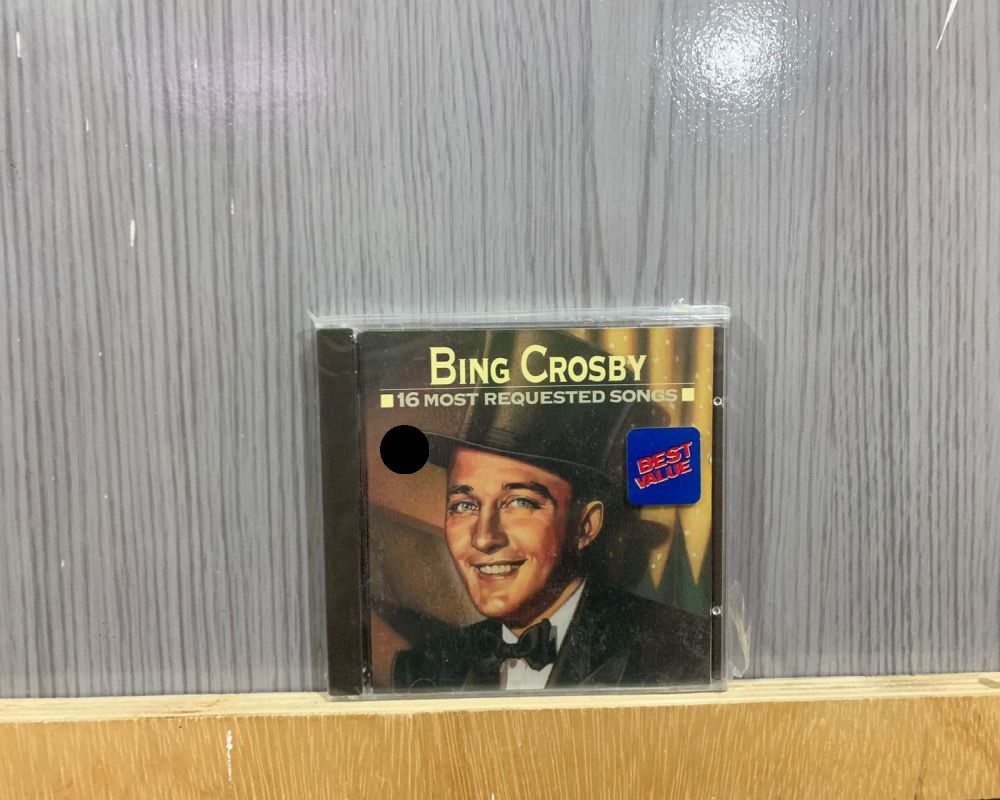 BING CROSBY
16 MOST REQUESTED SONGS
BEST
VALUE